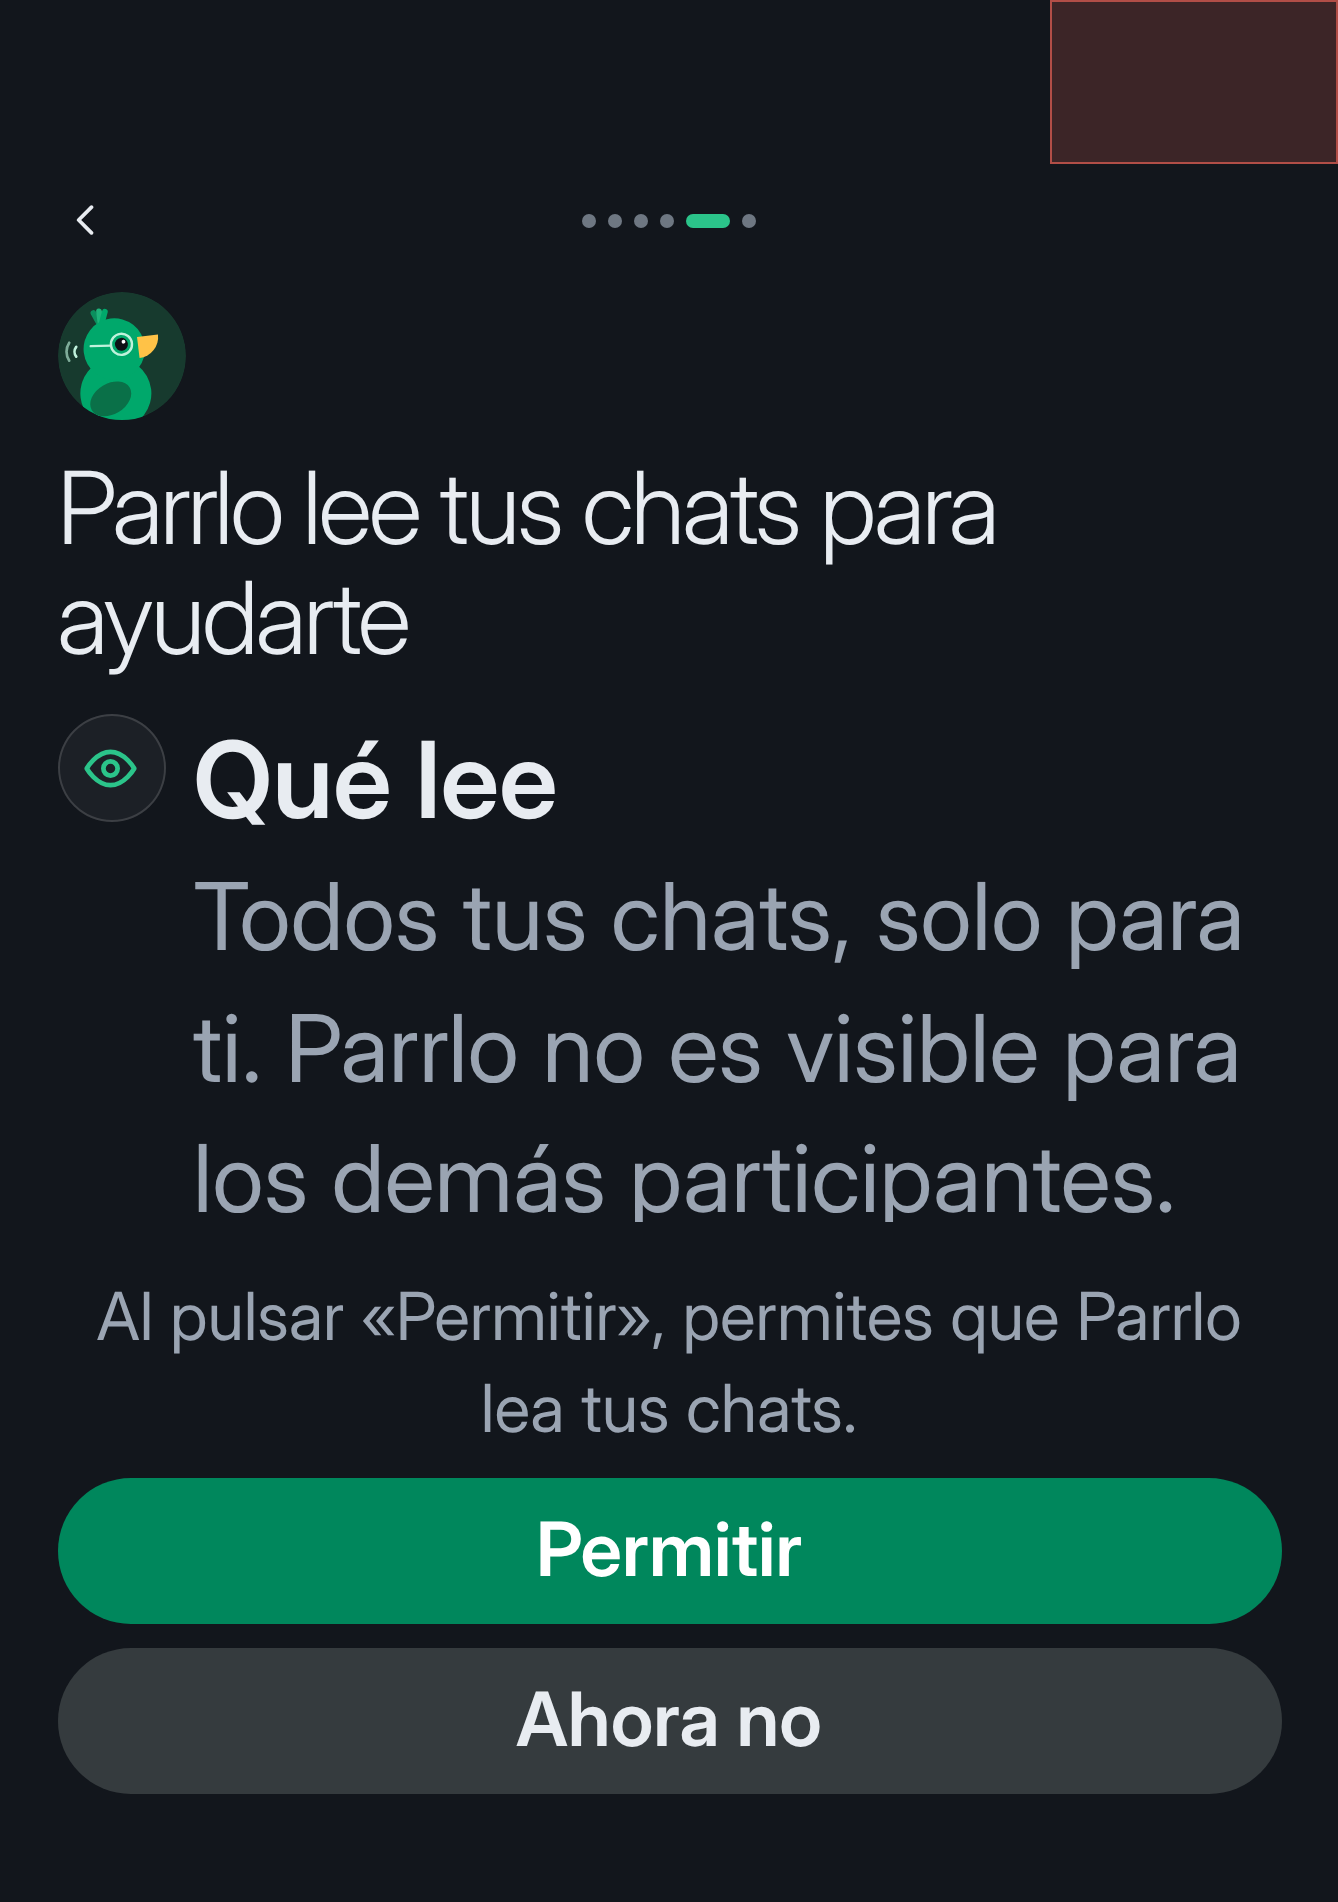 Parrlo lee tus chats para
ayudarte
Qué lee
Todos tus chats, solo para
ti. Parrlo no es visible para
los demás participantes.
Al pulsar «Permitir», permites que Parrlo
lea tus chats.
Permitir
Ahora no